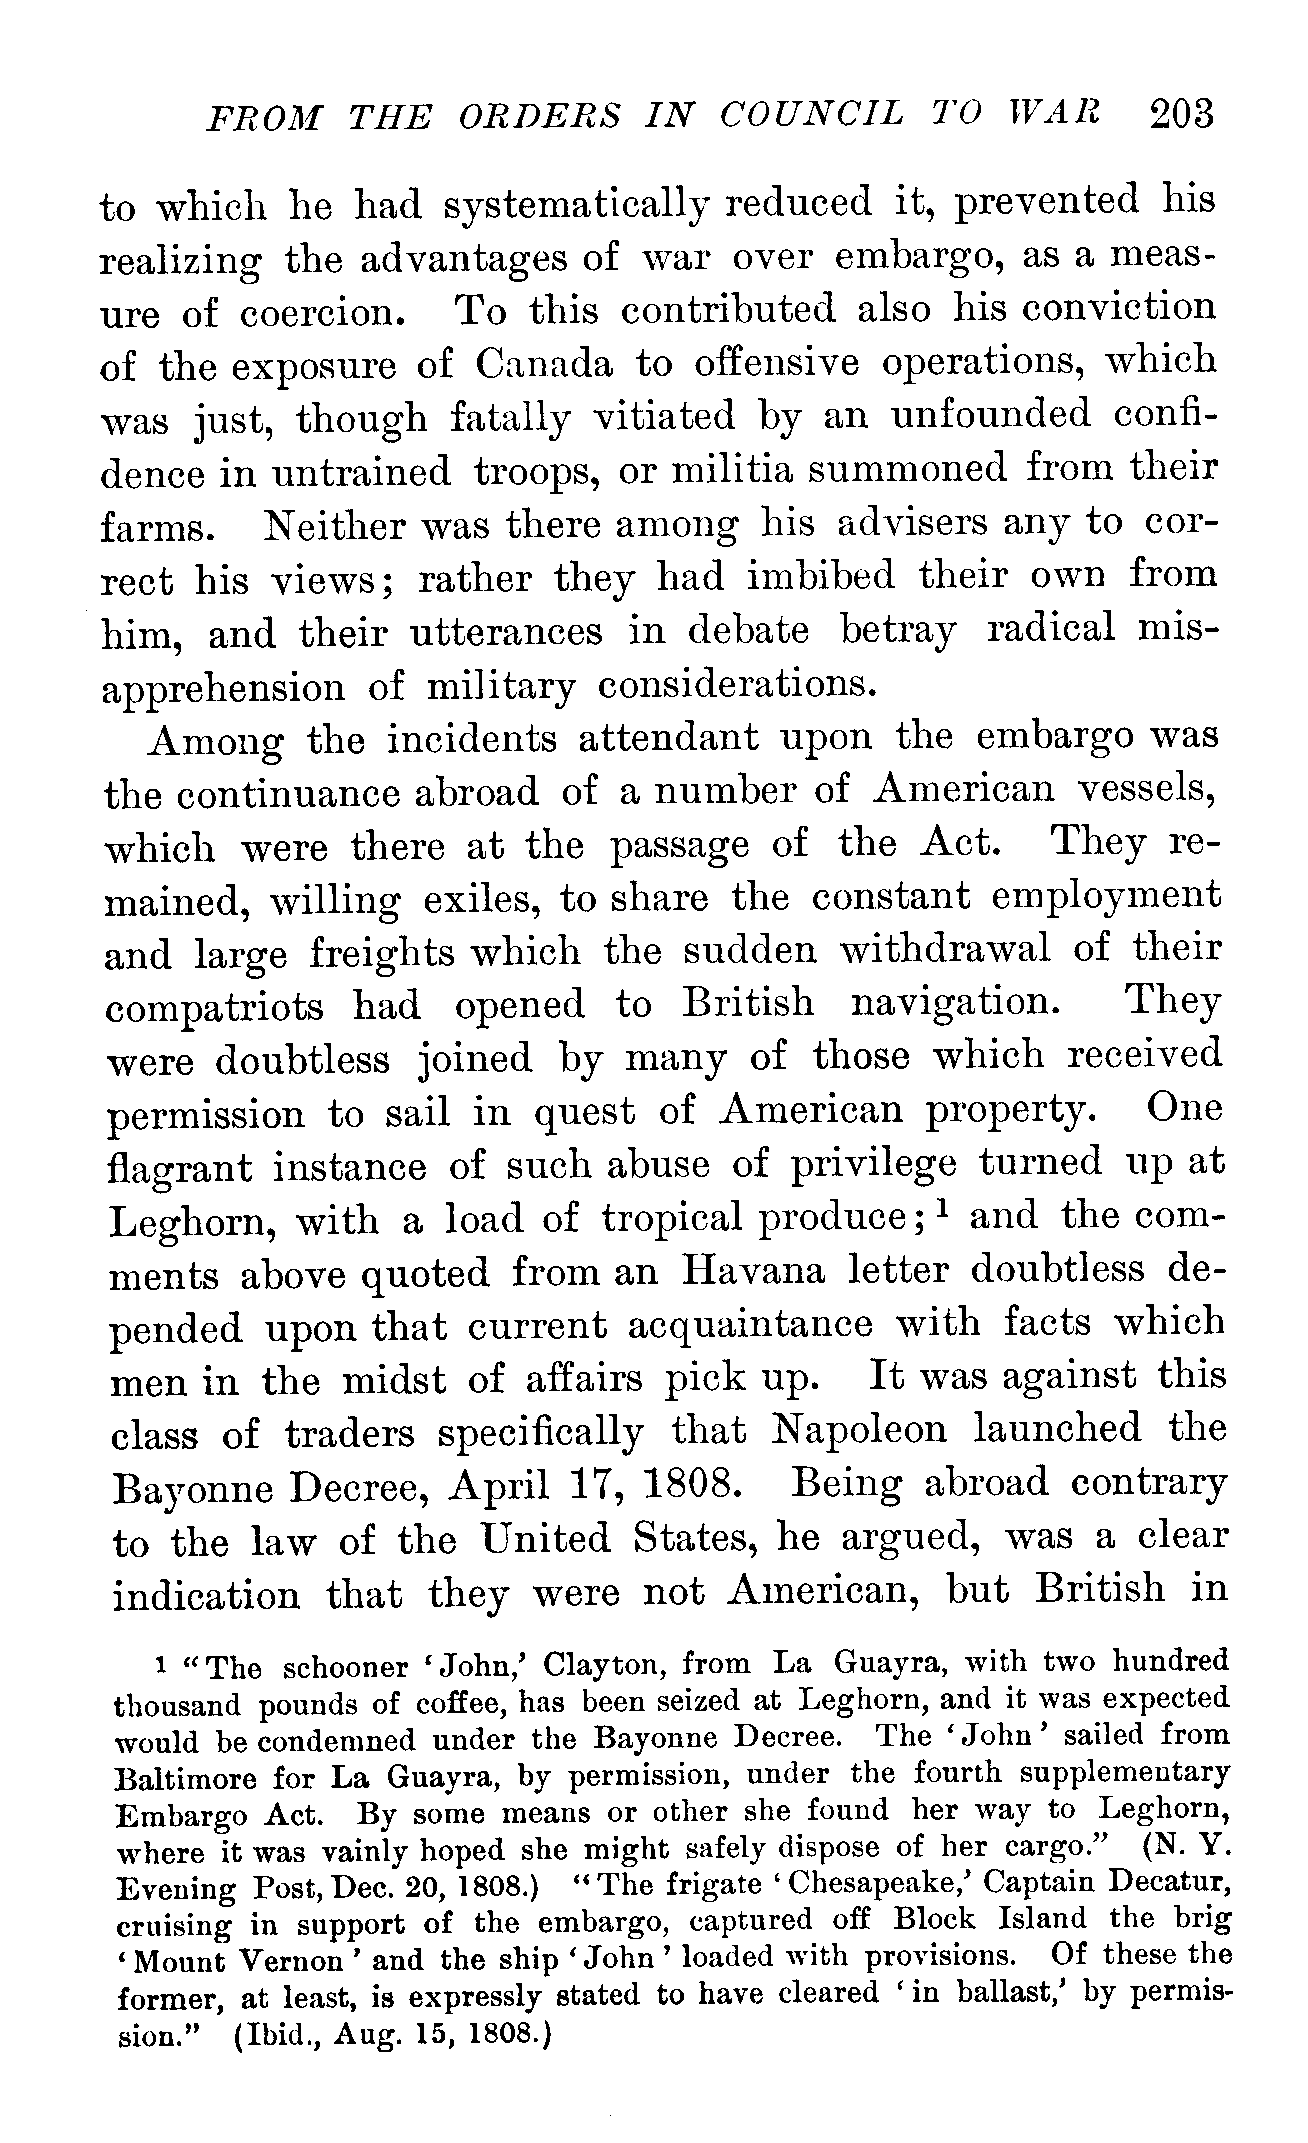 FROM THE ORDERS IN COUNCIL TO WAR 203
to which he had systematically reduced it, prevented his
realizing the advantages of war over embargo, as a meas-
ure of coercion. To this contributed also his conviction
of the exposure of Canada to offensive operations, which
was just, though fatally vitiated by an unfounded confi-
dence in untrained troops, or militia summoned from their
farms. Neither was there among his advisers any to cor-
rect his views; rather they had imbibed their own from
him, and their utterances in debate betray radical mis-
apprehension of military considerations.
Among the incidents attendant upon the embargo was
the continuance abroad of a number of American vessels,
which were there at the passage of the Act. They re-
mained, willing exiles, to share the constant employment
and large freights which the sudden withdrawal of their
compatriots had opened to British navigation. They
were doubtless joined by many of those which received
permission to sail in quest of American property. One
flagrant instance of such abuse of privilege turned up at
Leghorn, with a load of tropical produce;¹ and the com-
ments above quoted from an Havana letter doubtless de-
pended upon that current acquaintance with facts which
men in the midst of affairs pick up. It was against this
class of traders specifically that Napoleon launched the
Bayonne Decree, April 17, 1808. Being abroad contrary
to the law of the United States, he argued, was a clear
indication that they were not American, but British in
¹ "The schooner 'John,' Clayton, from La Guayra, with two hundred
thousand pounds of coffee, has been seized at Leghorn, and it was expected
would be condemned under the Bayonne Decree. The 'John' sailed from
Baltimore for La Guayra, by permission, under the fourth supplementary
Embargo Act. By some means or other she found her way to Leghorn,
where it was vainly hoped she might safely dispose of her cargo." (N. Y.
Evening Post, Dec. 20, 1808.) "The frigate 'Chesapeake,' Captain Decatur,
cruising in support of the embargo, captured off Block Island the brig
'Mount Vernon' and the ship 'John' loaded with provisions. Of these the
former, at least, is expressly stated to have cleared 'in ballast,' by permis-
sion." (Ibid., Aug. 15, 1808.)